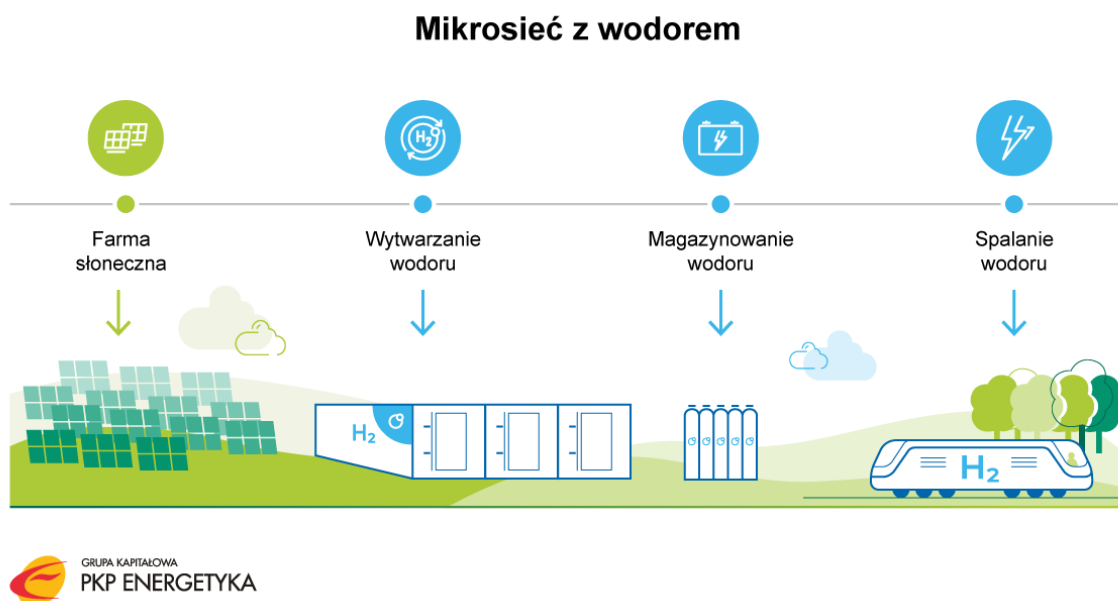 Mikrosieć z wodorem
H₂
Farma
słoneczna
Wytwarzanie
wodoru
Magazynowanie
wodoru
Spalanie
wodoru
H₂
H₂
GRUPA KAPITAŁOWA
PKP ENERGETYKA